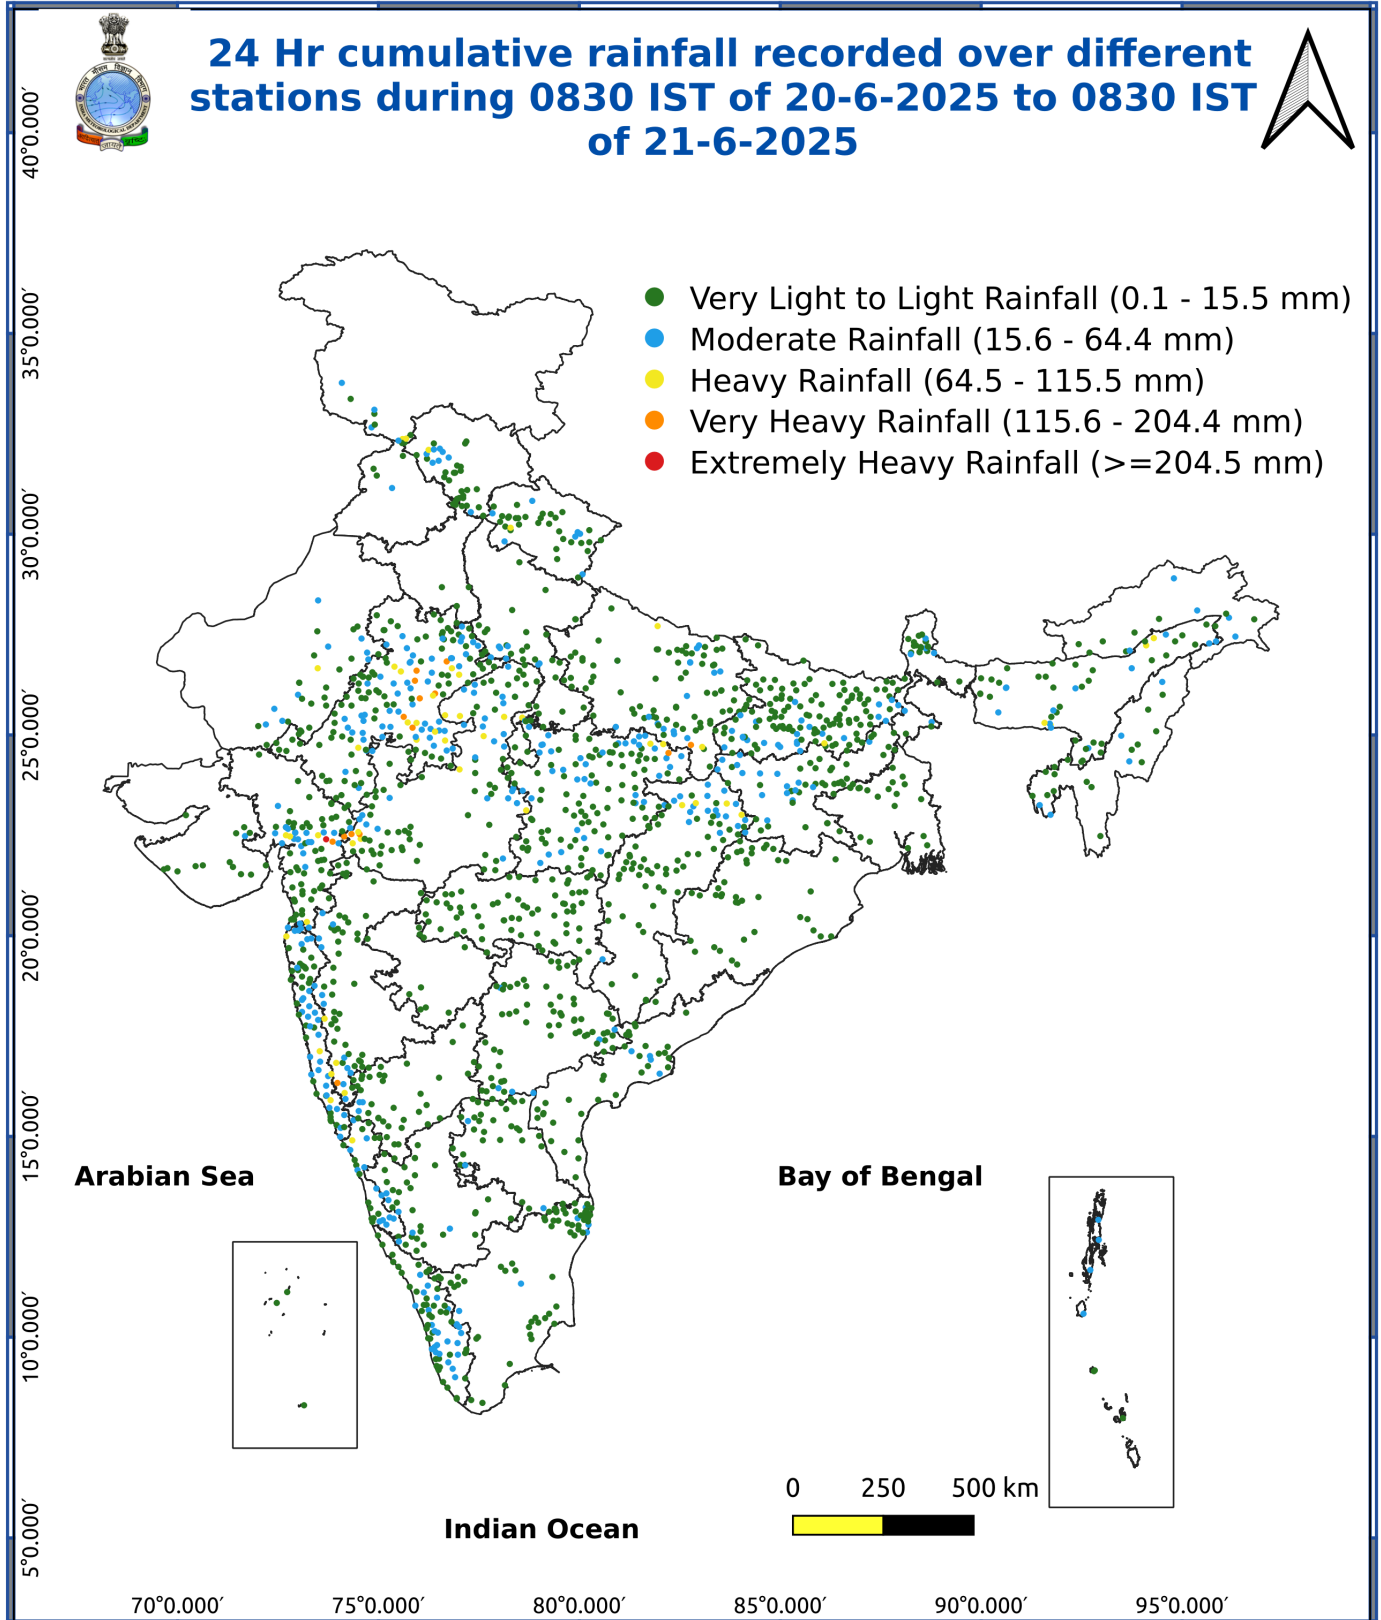 24 Hr cumulative rainfall recorded over different
stations during 0830 IST of 20-6-2025 to 0830 IST
of 21-6-2025
Very Light to Light Rainfall (0.1 - 15.5 mm)
Moderate Rainfall (15.6 - 64.4 mm)
Heavy Rainfall (64.5 - 115.5 mm)
Very Heavy Rainfall (115.6 - 204.4 mm)
Extremely Heavy Rainfall (>=204.5 mm)
40°0.000′
35°0.000′
30°0.000′
25°0.000′
20°0.000′
15°0.000′
10°0.000′
5°0.000′
Arabian Sea
Bay of Bengal
Indian Ocean
0 250 500 km
70°0.000′ 75°0.000′ 80°0.000′ 85°0.000′ 90°0.000′ 95°0.000′